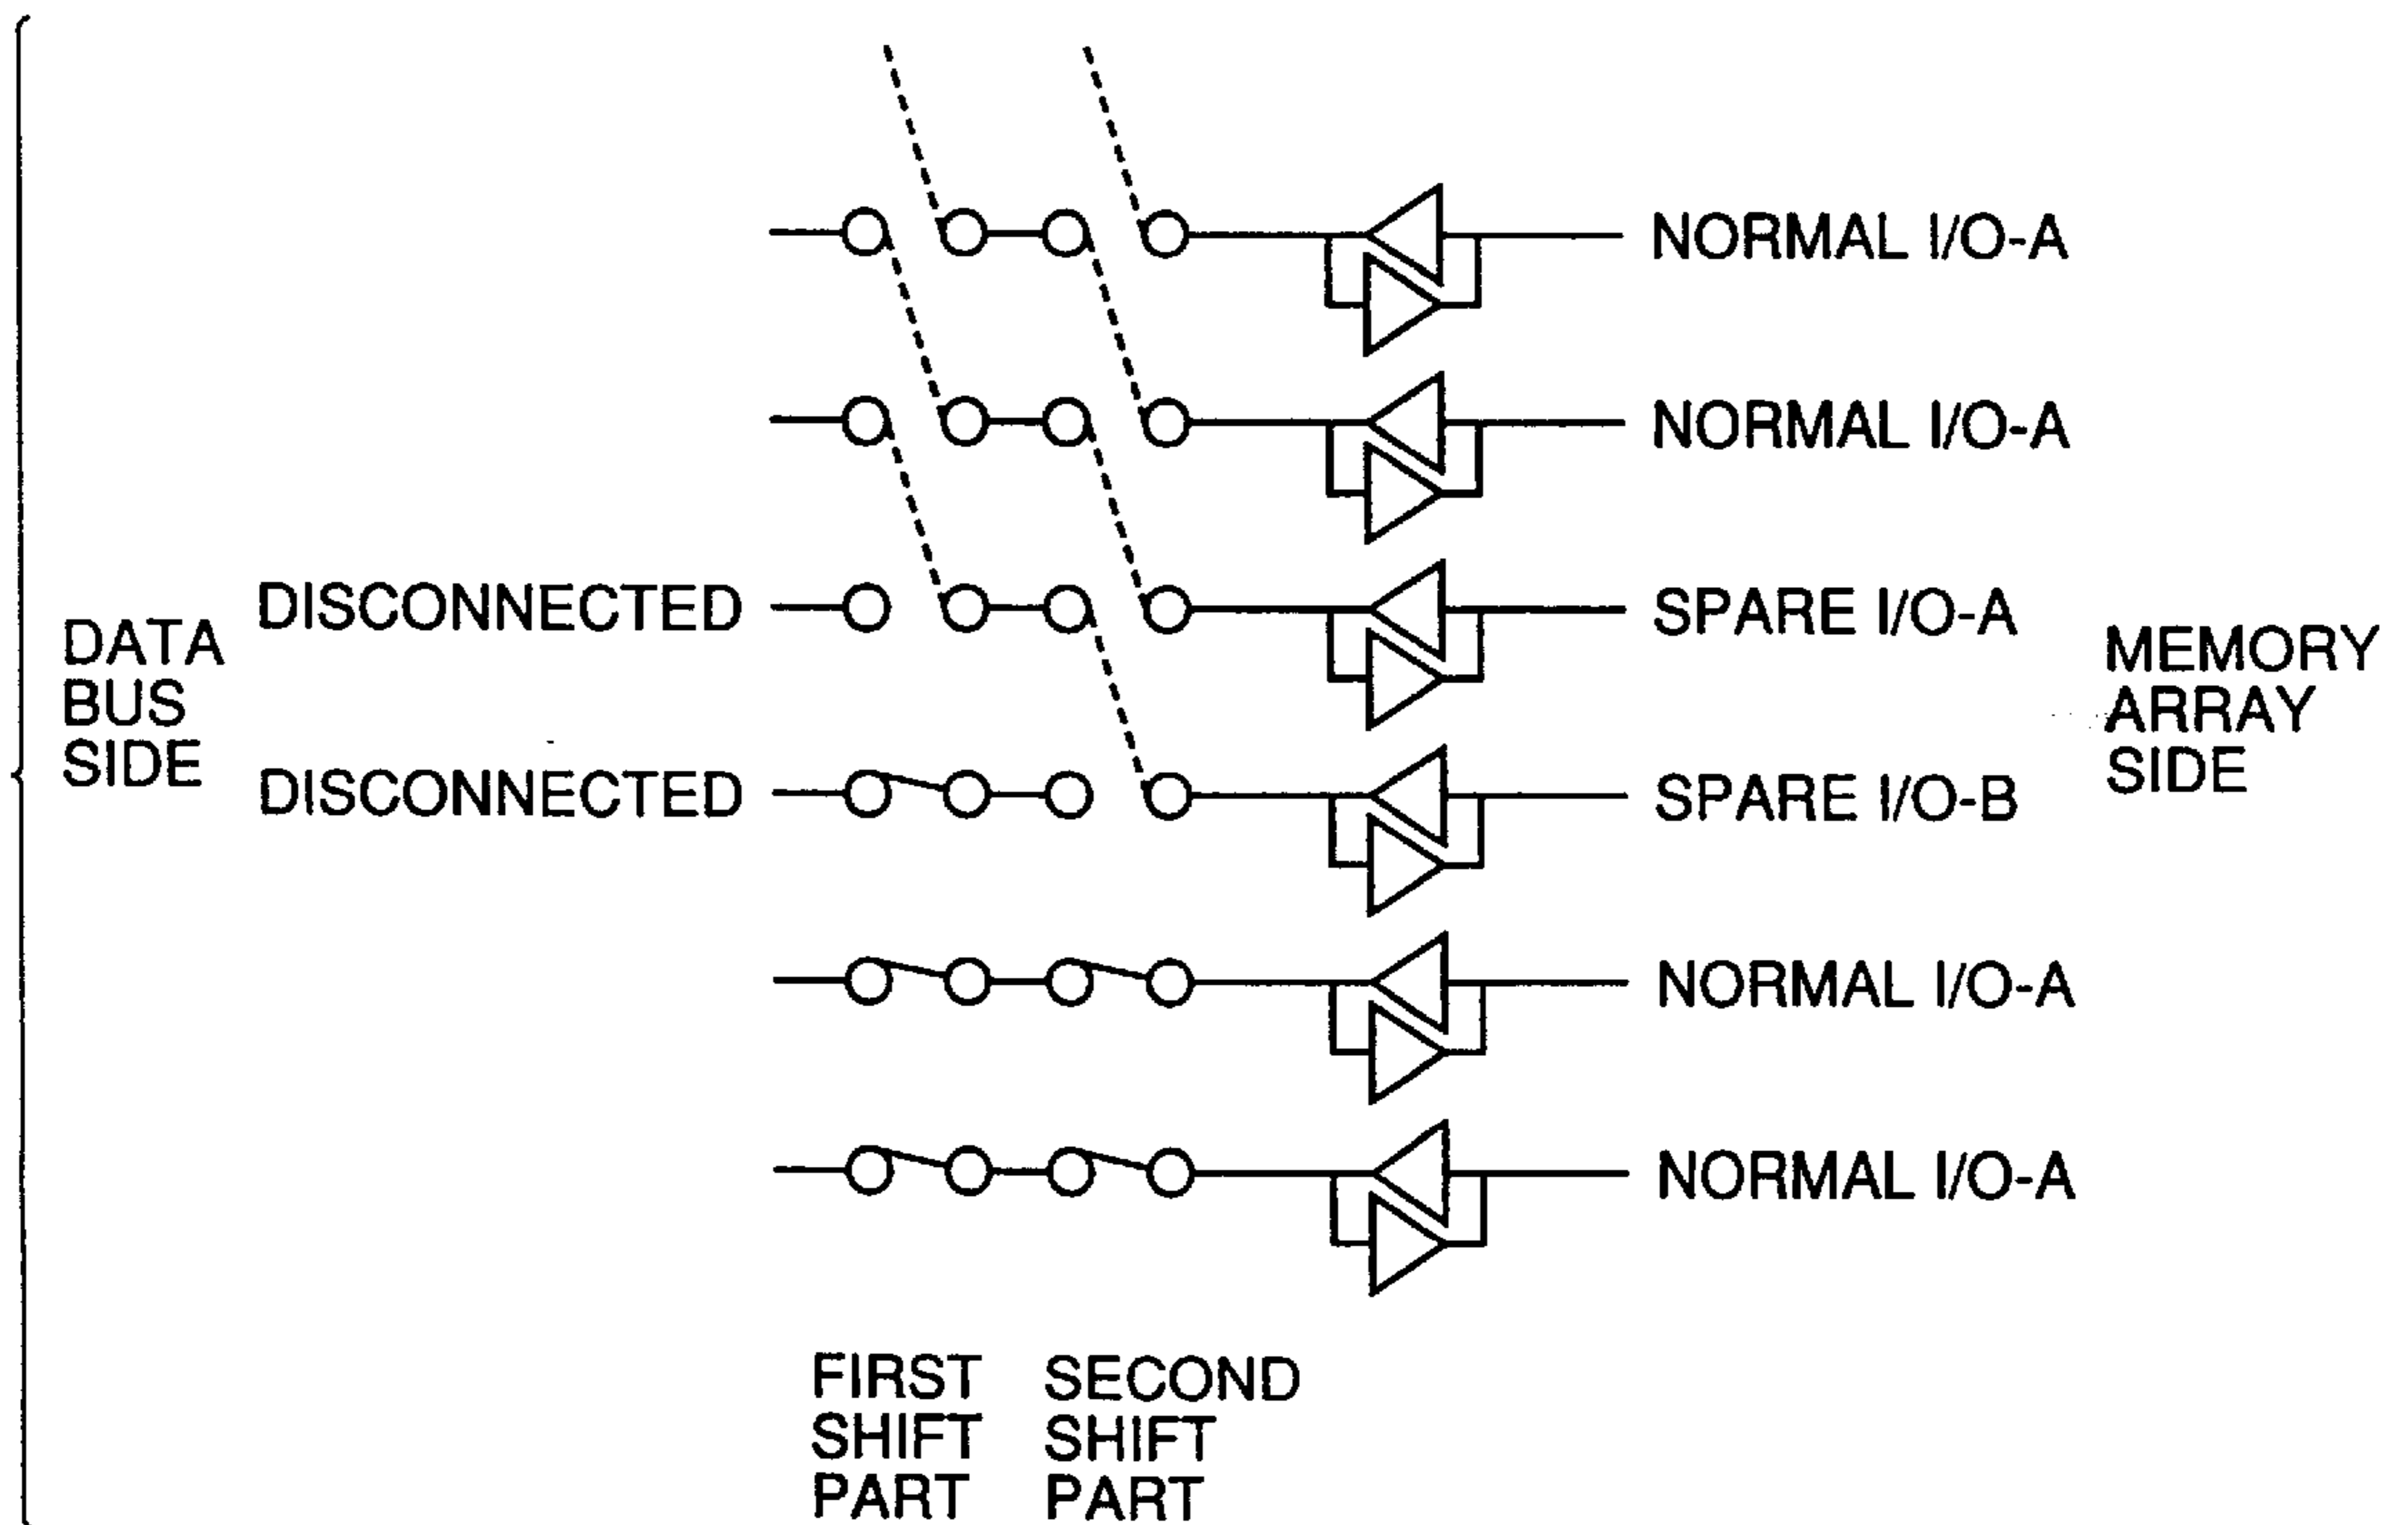 NORMAL I/O-A
NORMAL I/O-A
DISCONNECTED
SPARE I/O-A
DATA
BUS
SIDE
MEMORY
ARRAY
SIDE
DISCONNECTED
SPARE I/O-B
NORMAL I/O-A
NORMAL I/O-A
FIRST
SHIFT
PART
SECOND
SHIFT
PART